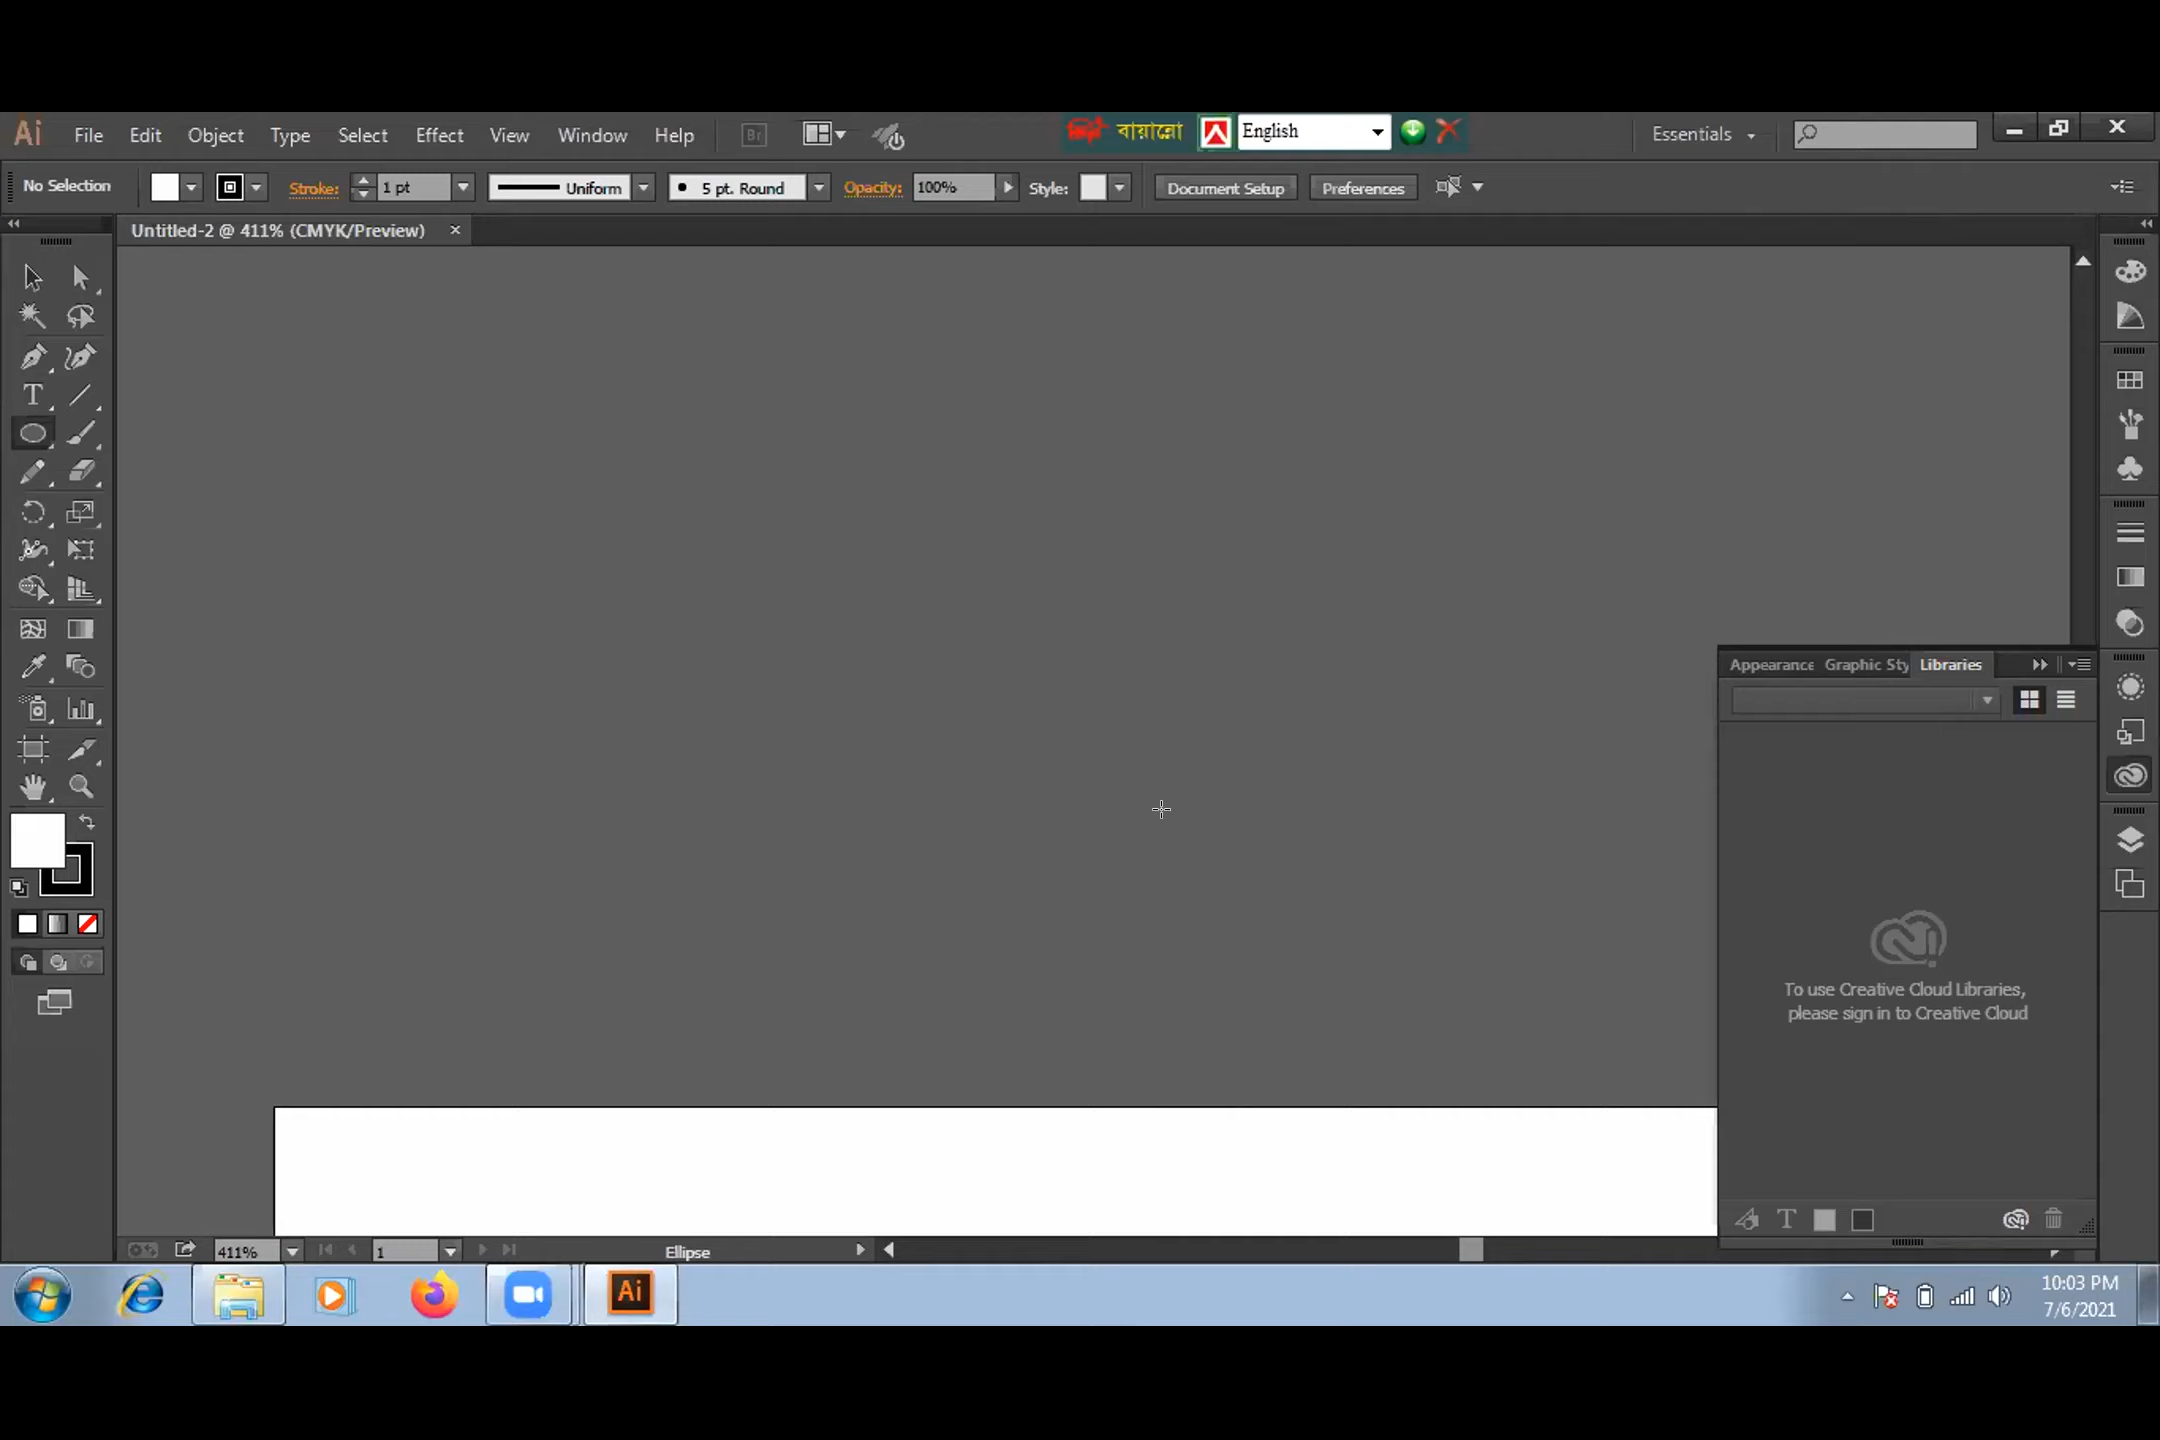 Ai File Edit Object Type Select Effect View Window Help Br বায়ান্নো English Essentials
No Selection Stroke: 1 pt Uniform 5 pt. Round Opacity: 100% Style: Document Setup Preferences
Untitled-2 @ 411% (CMYK/Preview) ×
Appearance Graphic Sty Libraries
To use Creative Cloud Libraries,
please sign in to Creative Cloud
411% 1 Ellipse
Ai
10:03 PM
7/6/2021